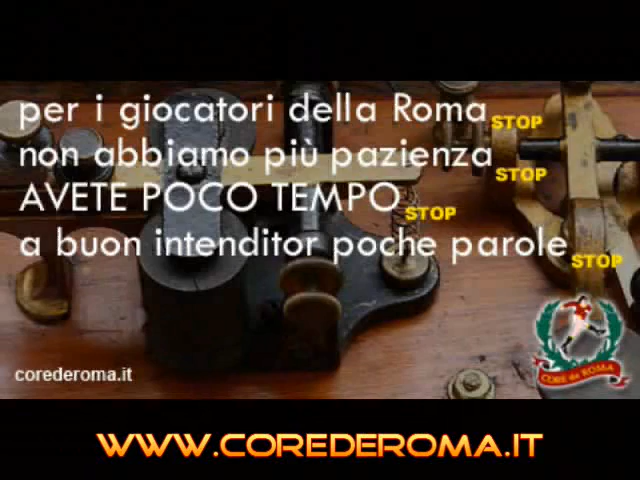 per i giocatori della Roma STOP
non abbiamo più pazienza STOP
AVETE POCO TEMPO STOP
a buon intenditor poche parole STOP
corederoma.it
CORE de ROMA
WWW.COREDEROMA.IT